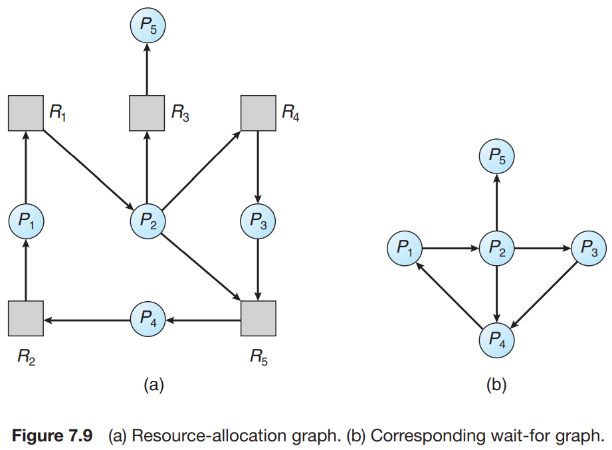 P5
R1
R3
R4
P1
P2
P3
P4
R2
R5
(a)
P5
P1
P2
P3
P4
(b)
Figure 7.9 (a) Resource-allocation graph. (b) Corresponding wait-for graph.